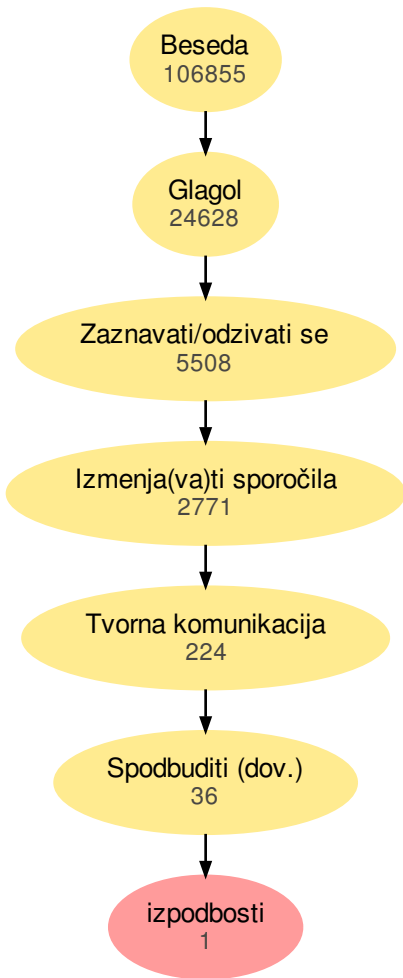 Beseda
106855
Glagol
24628
Zaznavati/odzivati se
5508
Izmenja(va)ti sporočila
2771
Tvorna komunikacija
224
Spodbuditi (dov.)
36
izpodbosti
1